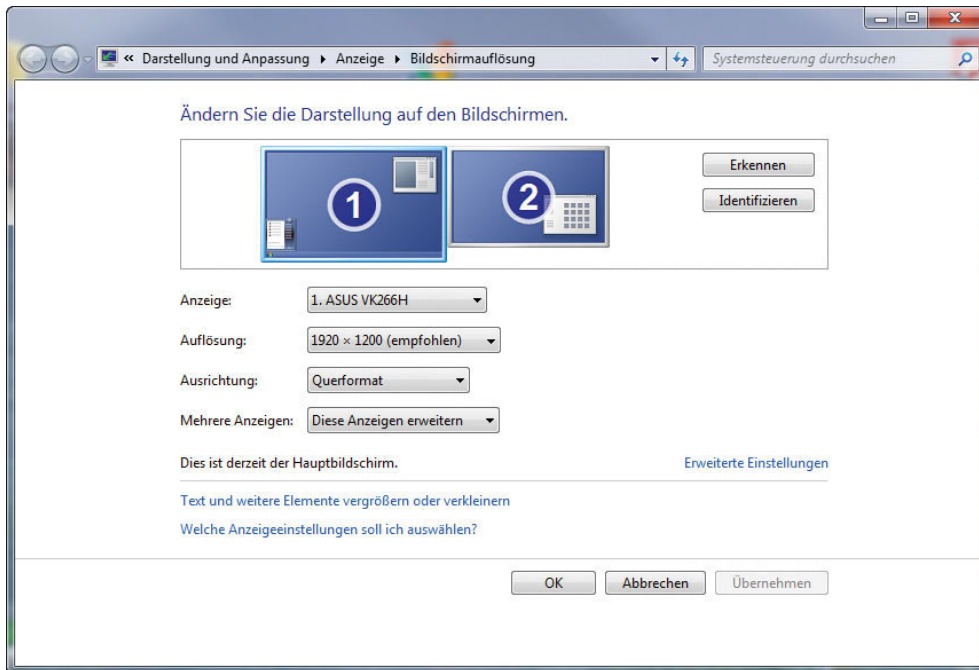 « Darstellung und Anpassung Anzeige Bildschirmauflösung Systemsteuerung durchsuchen
Ändern Sie die Darstellung auf den Bildschirmen.
1 2
Erkennen
Identifizieren
Anzeige: 1. ASUS VK266H
Auflösung: 1920 × 1200 (empfohlen)
Ausrichtung: Querformat
Mehrere Anzeigen: Diese Anzeigen erweitern
Dies ist derzeit der Hauptbildschirm. Erweiterte Einstellungen
Text und weitere Elemente vergrößern oder verkleinern
Welche Anzeigeeinstellungen soll ich auswählen?
OK Abbrechen Übernehmen